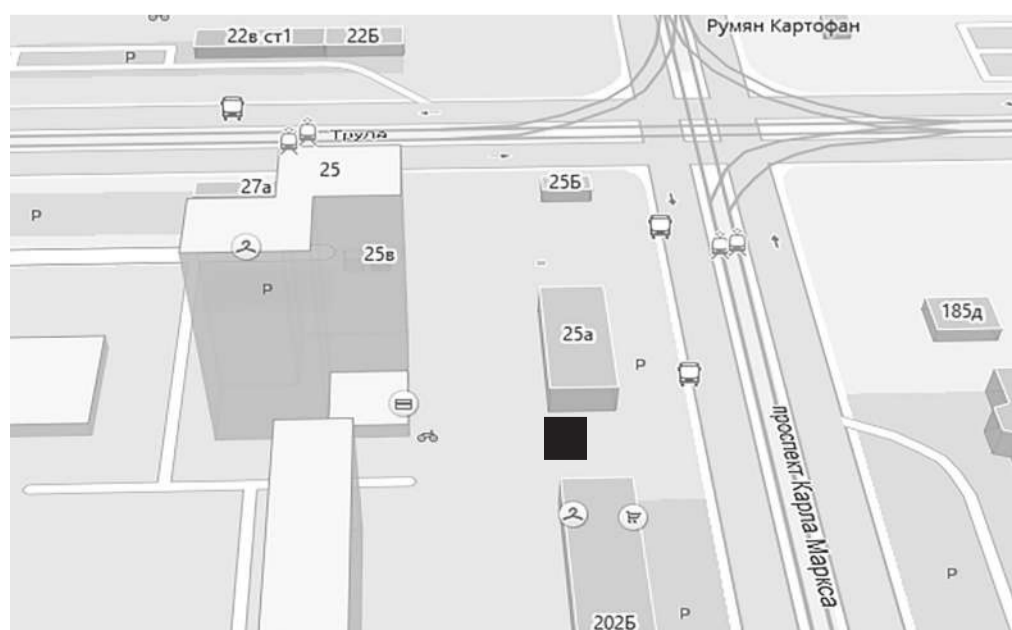 Румян Картофан
22в ст1
22Б
P
Труда
25
27а
25Б
P
25в
P
185д
25а
P
проспект Карла Маркса
P
202Б
P